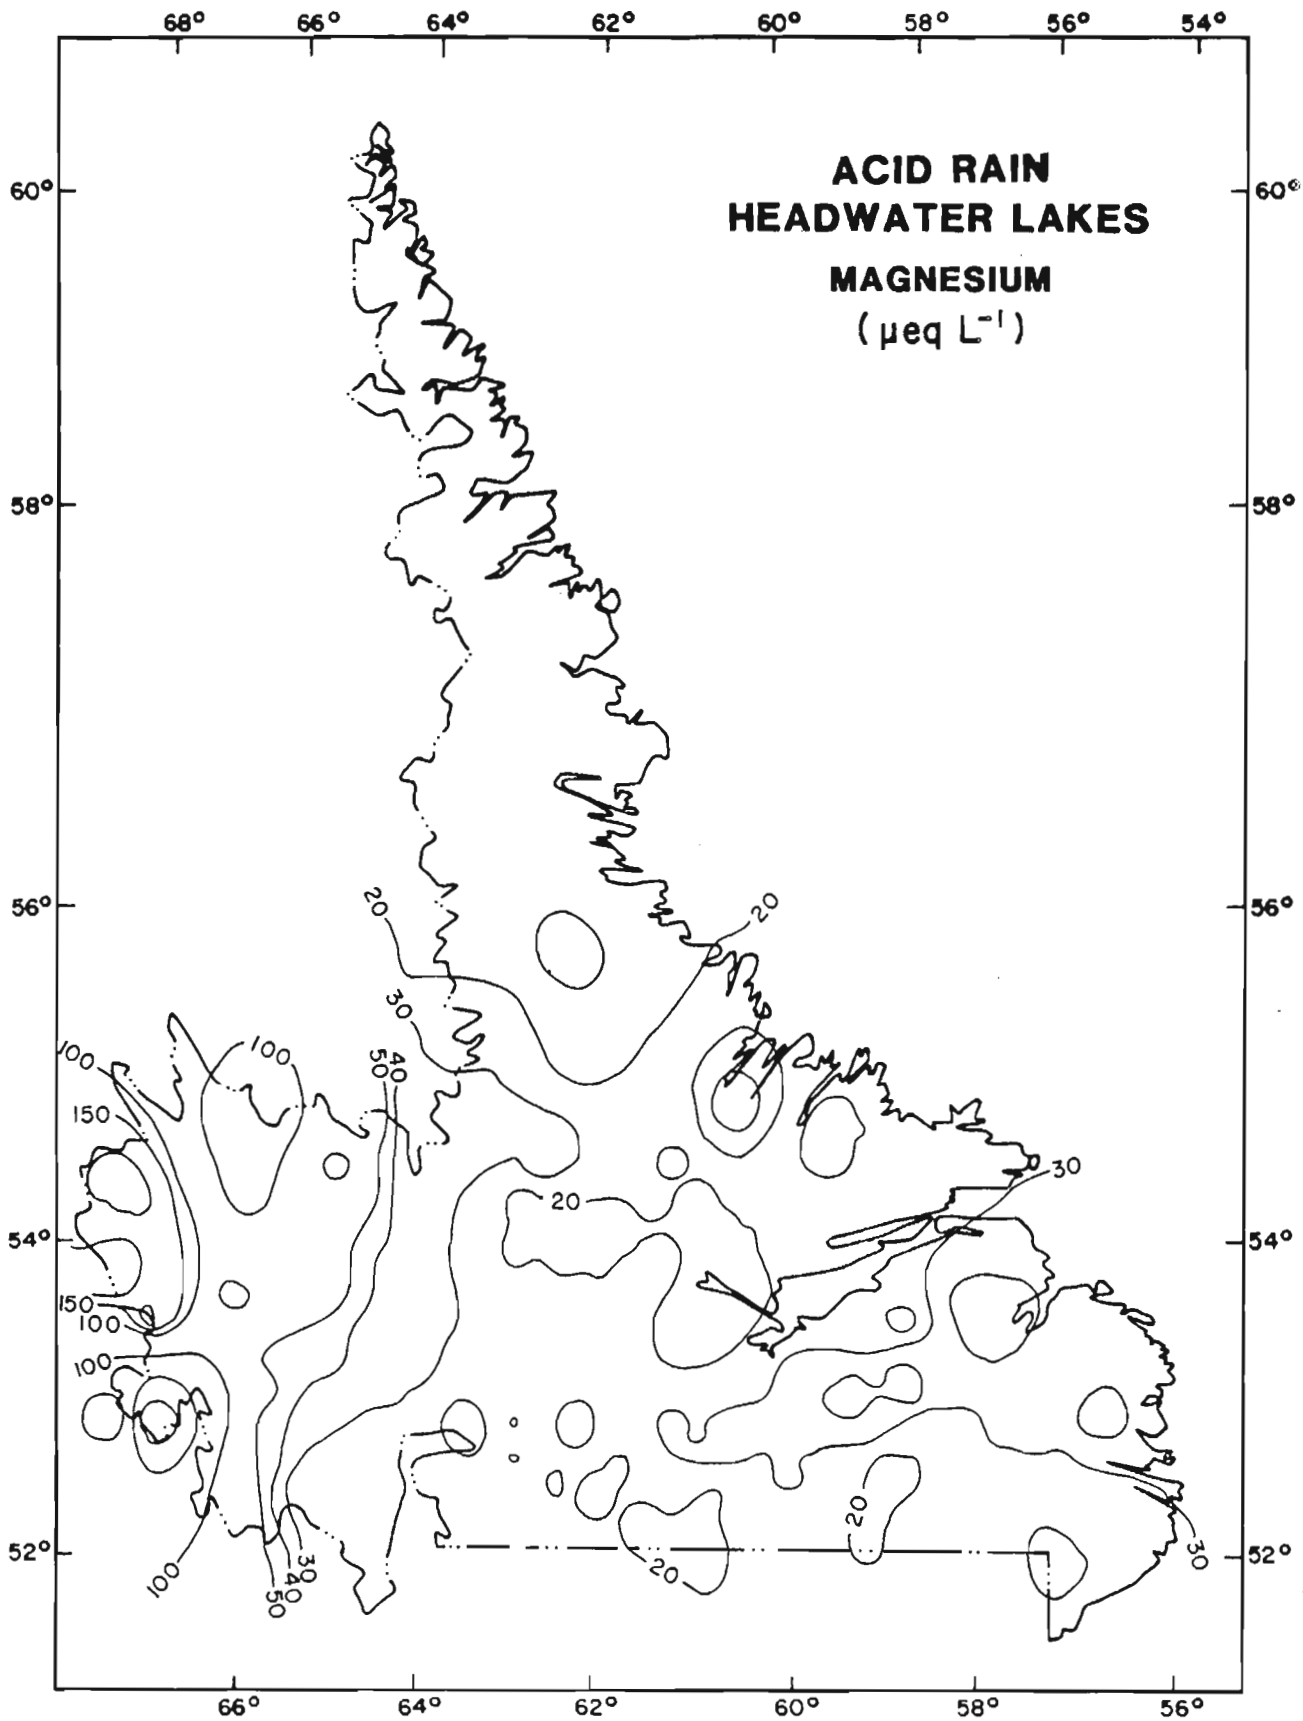 68° 66° 64° 62° 60° 58° 56° 54°
ACID RAIN
HEADWATER LAKES
MAGNESIUM
(µeq L⁻¹)
60° 60°
58° 58°
56° 56°
20 20
30
100 100 50 40
150
30
20
54° 54°
150
100
100
20
52° 52°
100 50 40 30 20 30
66° 64° 62° 60° 58° 56°